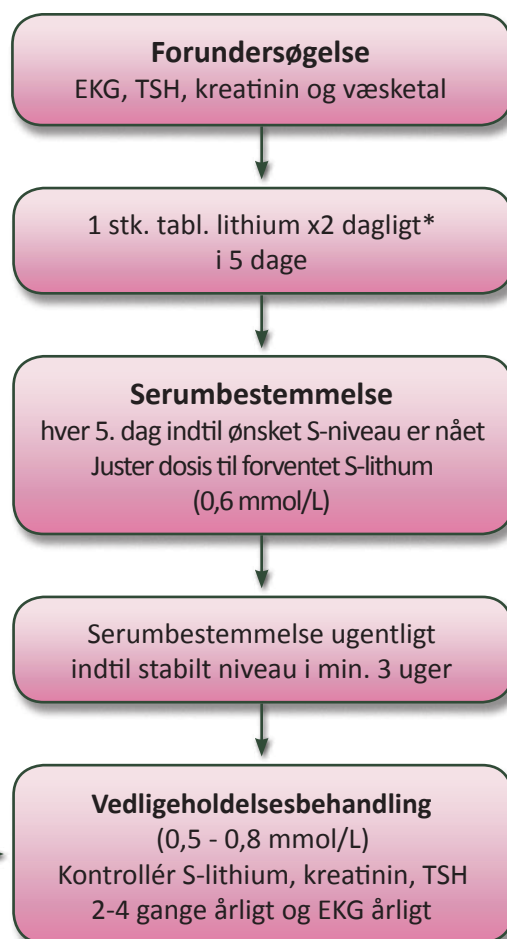 Forundersøgelse
EKG, TSH, kreatinin og væsketal
1 stk. tabl. lithium x2 dagligt*
i 5 dage
Serumbestemmelse
hver 5. dag indtil ønsket S-niveau er nået
Juster dosis til forventet S-lithum
(0,6 mmol/L)
Serumbestemmelse ugentligt
indtil stabilt niveau i min. 3 uger
Vedligeholdelsesbehandling
(0,5 - 0,8 mmol/L)
Kontrollér S-lithium, kreatinin, TSH
2-4 gange årligt og EKG årligt